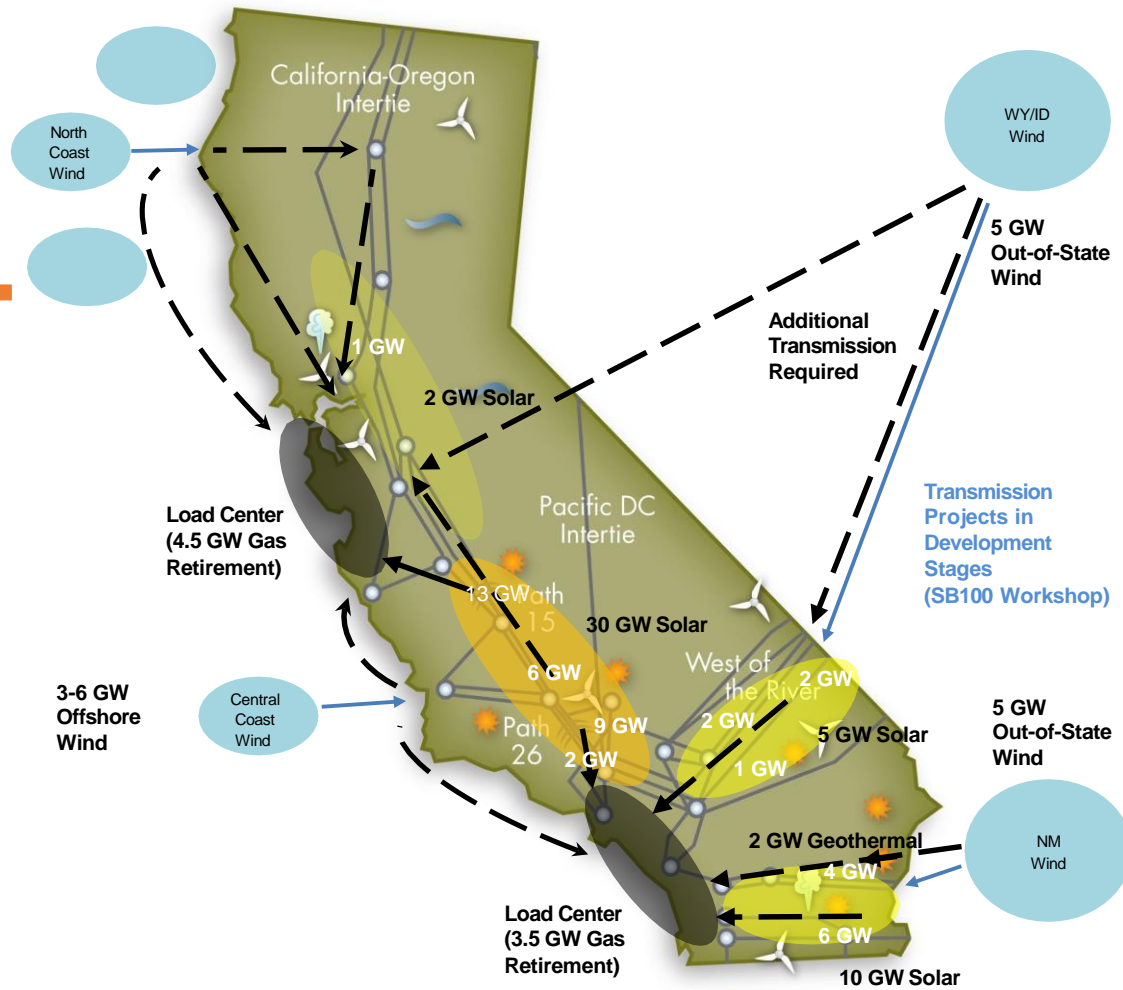 California-Oregon
Intertie
North
Coast
Wind
WY/ID
Wind
5 GW
Out-of-State
Wind
Additional
Transmission
Required
1 GW
2 GW Solar
Transmission
Projects in
Development
Stages
(SB100 Workshop)
Pacific DC
Intertie
Load Center
(4.5 GW Gas
Retirement)
13 GW
Path
15
30 GW Solar
6 GW
West of
the River
2 GW
2 GW
3-6 GW
Offshore
Wind
Central
Coast
Wind
Path
26
9 GW
2 GW
5 GW Solar
1 GW
5 GW
Out-of-State
Wind
2 GW Geothermal
4 GW
NM
Wind
Load Center
(3.5 GW Gas
Retirement)
6 GW
10 GW Solar